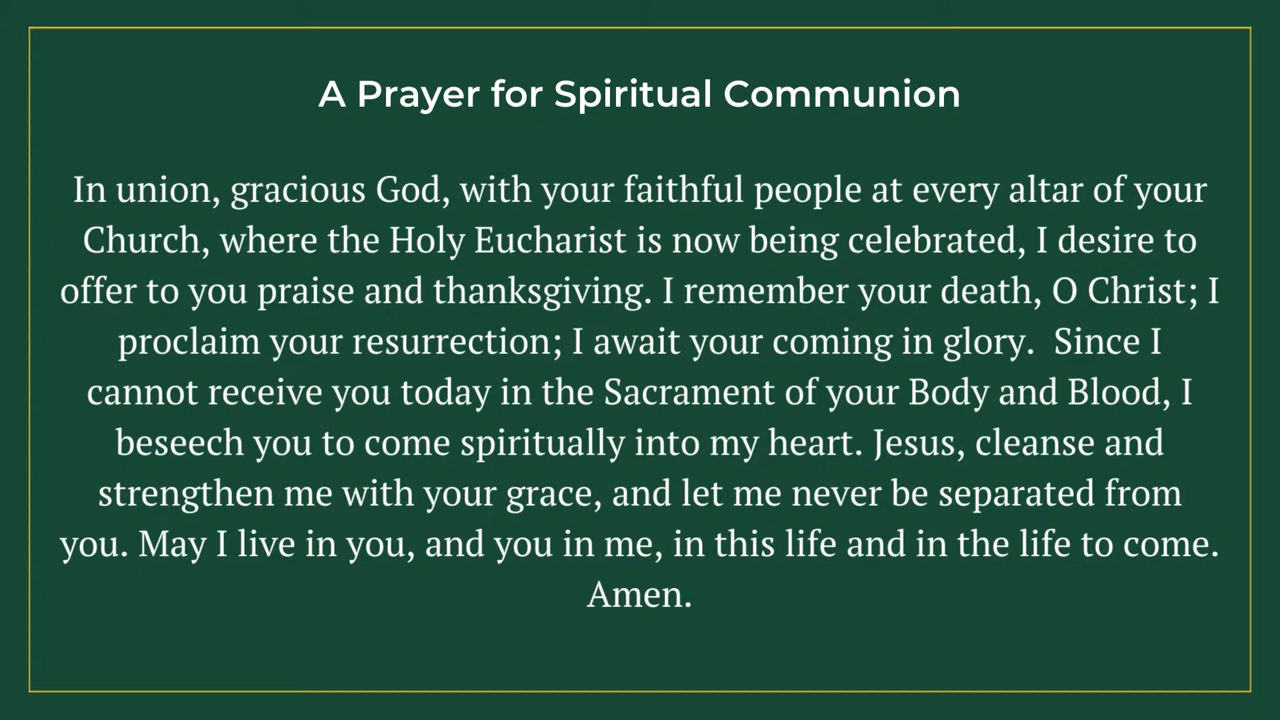 A Prayer for Spiritual Communion
In union, gracious God, with your faithful people at every altar of your
Church, where the Holy Eucharist is now being celebrated, I desire to
offer to you praise and thanksgiving. I remember your death, O Christ; I
proclaim your resurrection; I await your coming in glory.  Since I
cannot receive you today in the Sacrament of your Body and Blood, I
beseech you to come spiritually into my heart. Jesus, cleanse and
strengthen me with your grace, and let me never be separated from
you. May I live in you, and you in me, in this life and in the life to come.
Amen.